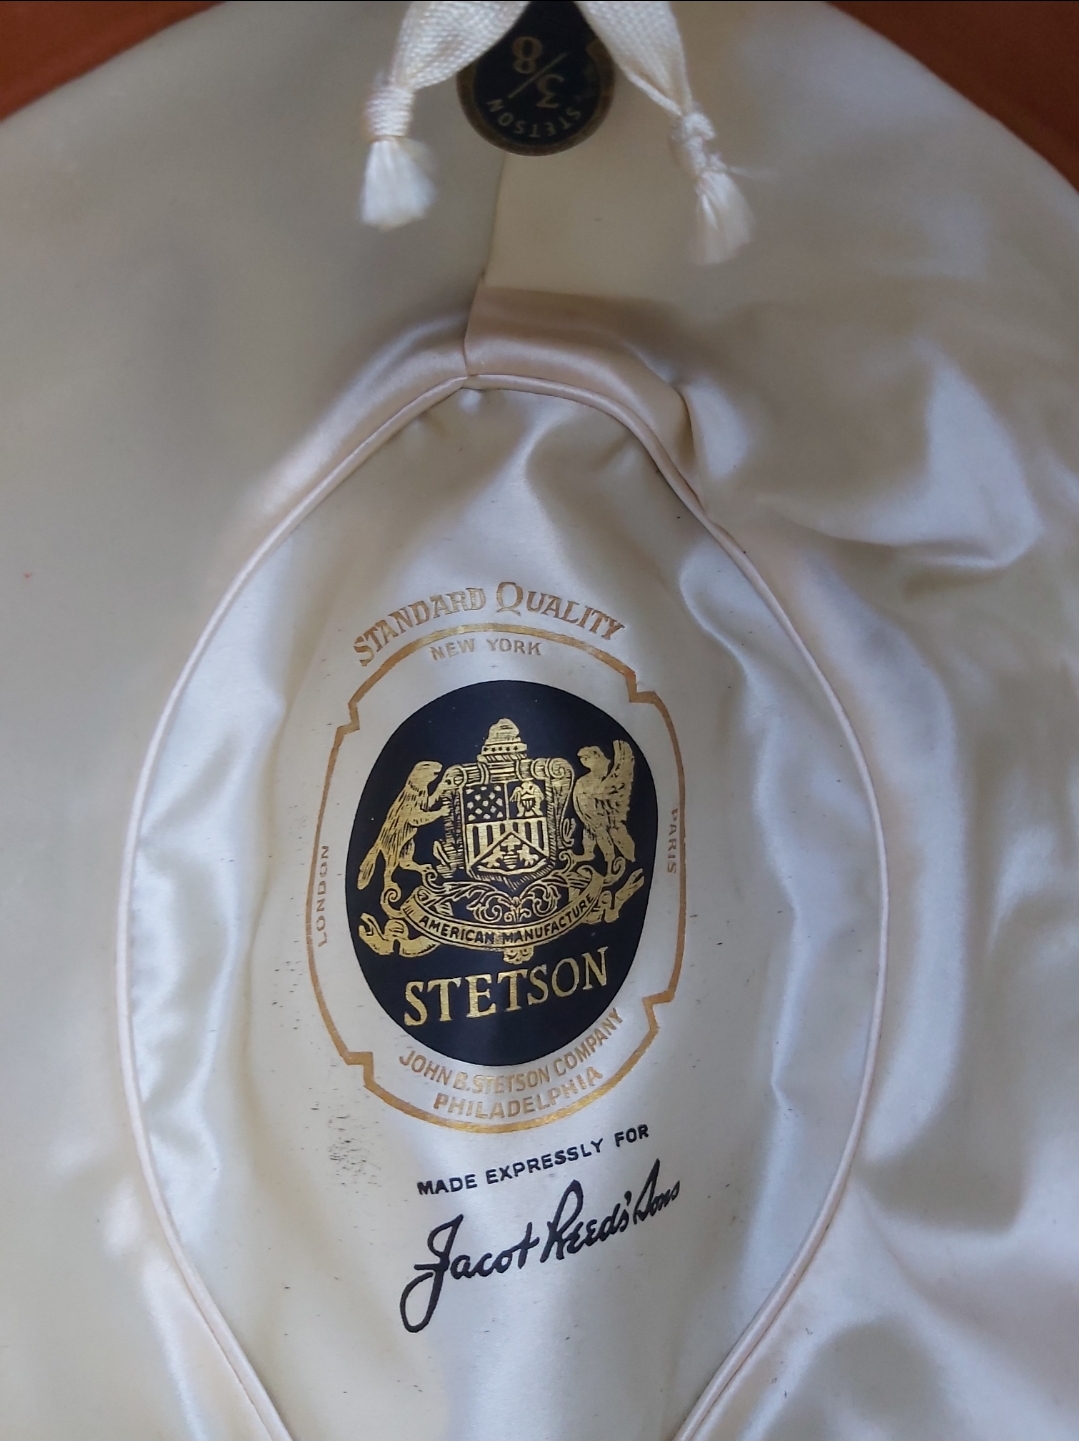 3/8
STETSON
STANDARD QUALITY
NEW YORK
LONDON
PARIS
AMERICAN MANUFACTURE
STETSON
JOHN B. STETSON COMPANY
PHILADELPHIA
MADE EXPRESSLY FOR
Jacob Reed's Sons